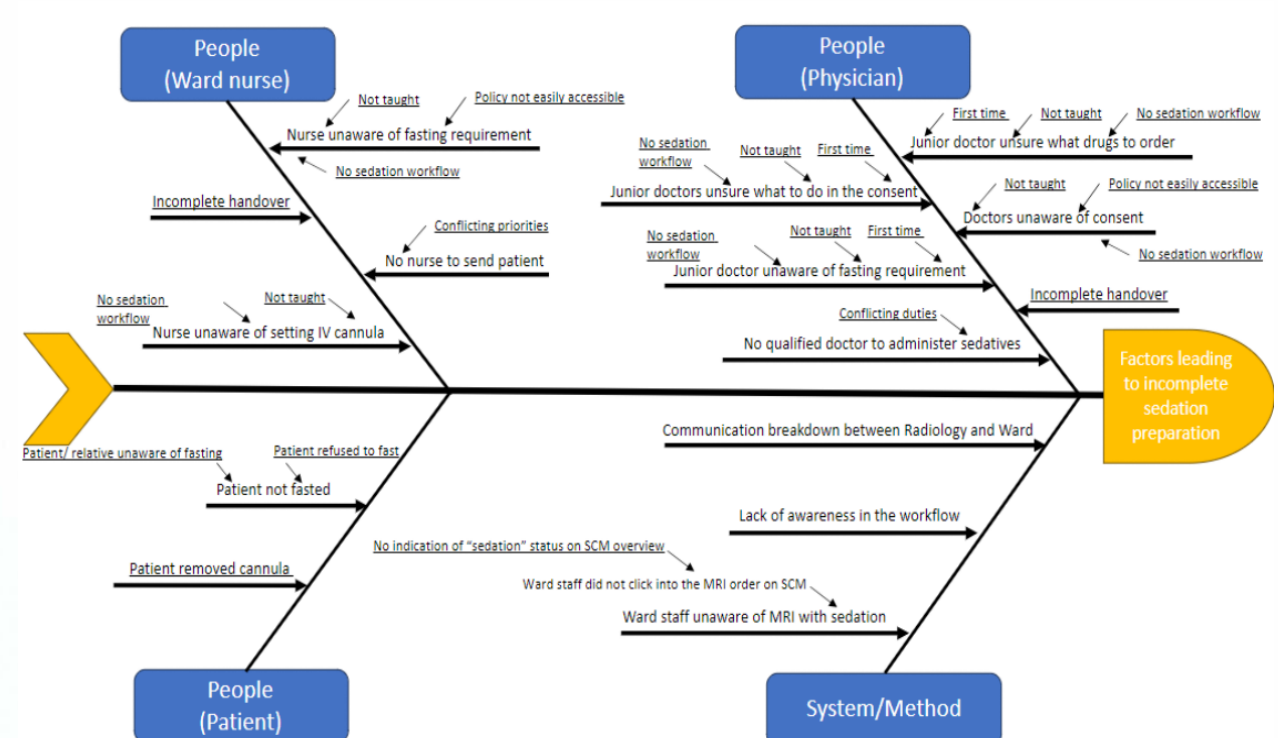 People
(Ward nurse)
People
(Physician)
Not taught
Policy not easily accessible
Nurse unaware of fasting requirement
No sedation workflow
Incomplete handover
Conflicting priorities
No nurse to send patient
No sedation
workflow
Not taught
Nurse unaware of setting IV cannula
First time
Not taught
No sedation workflow
Junior doctor unsure what drugs to order
No sedation
workflow
Not taught
First time
Junior doctors unsure what to do in the consent
Not taught
Policy not easily accessible
Doctors unaware of consent
No sedation workflow
No sedation
workflow
Not taught
First time
Junior doctor unaware of fasting requirement
Incomplete handover
Conflicting duties
No qualified doctor to administer sedatives
Factors leading
to incomplete
sedation
preparation
Patient/ relative unaware of fasting
Patient refused to fast
Patient not fasted
Patient removed cannula
Communication breakdown between Radiology and Ward
Lack of awareness in the workflow
No indication of “sedation” status on SCM overview
Ward staff did not click into the MRI order on SCM
Ward staff unaware of MRI with sedation
People
(Patient)
System/Method